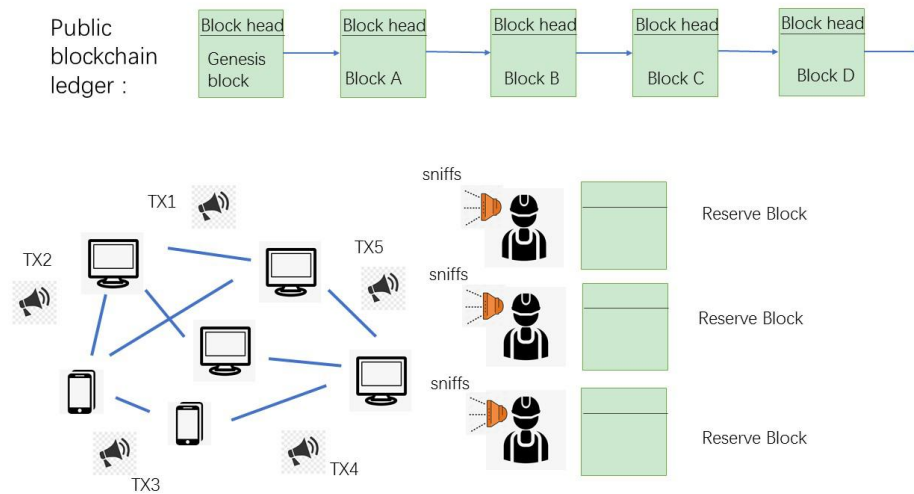 Public
blockchain
ledger :
Block head
Genesis
block
Block head
Block A
Block head
Block B
Block head
Block C
Block head
Block D
TX1
TX2
TX5
TX3
TX4
sniffs
Reserve Block
sniffs
Reserve Block
sniffs
Reserve Block